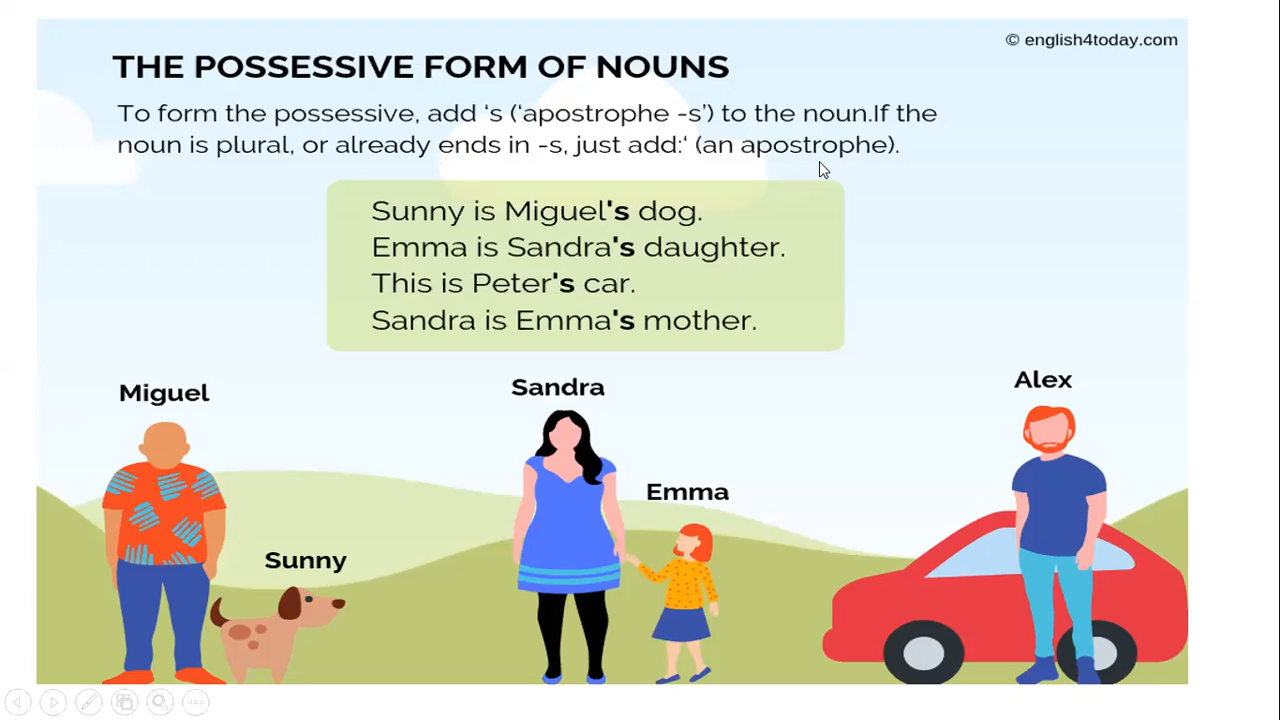 © english4today.com
THE POSSESSIVE FORM OF NOUNS
To form the possessive, add ‘s (‘apostrophe -s’) to the noun.If the
noun is plural, or already ends in -s, just add:‘ (an apostrophe).
Sunny is Miguel's dog.
Emma is Sandra's daughter.
This is Peter's car.
Sandra is Emma's mother.
Alex
Sandra
Miguel
Emma
Sunny